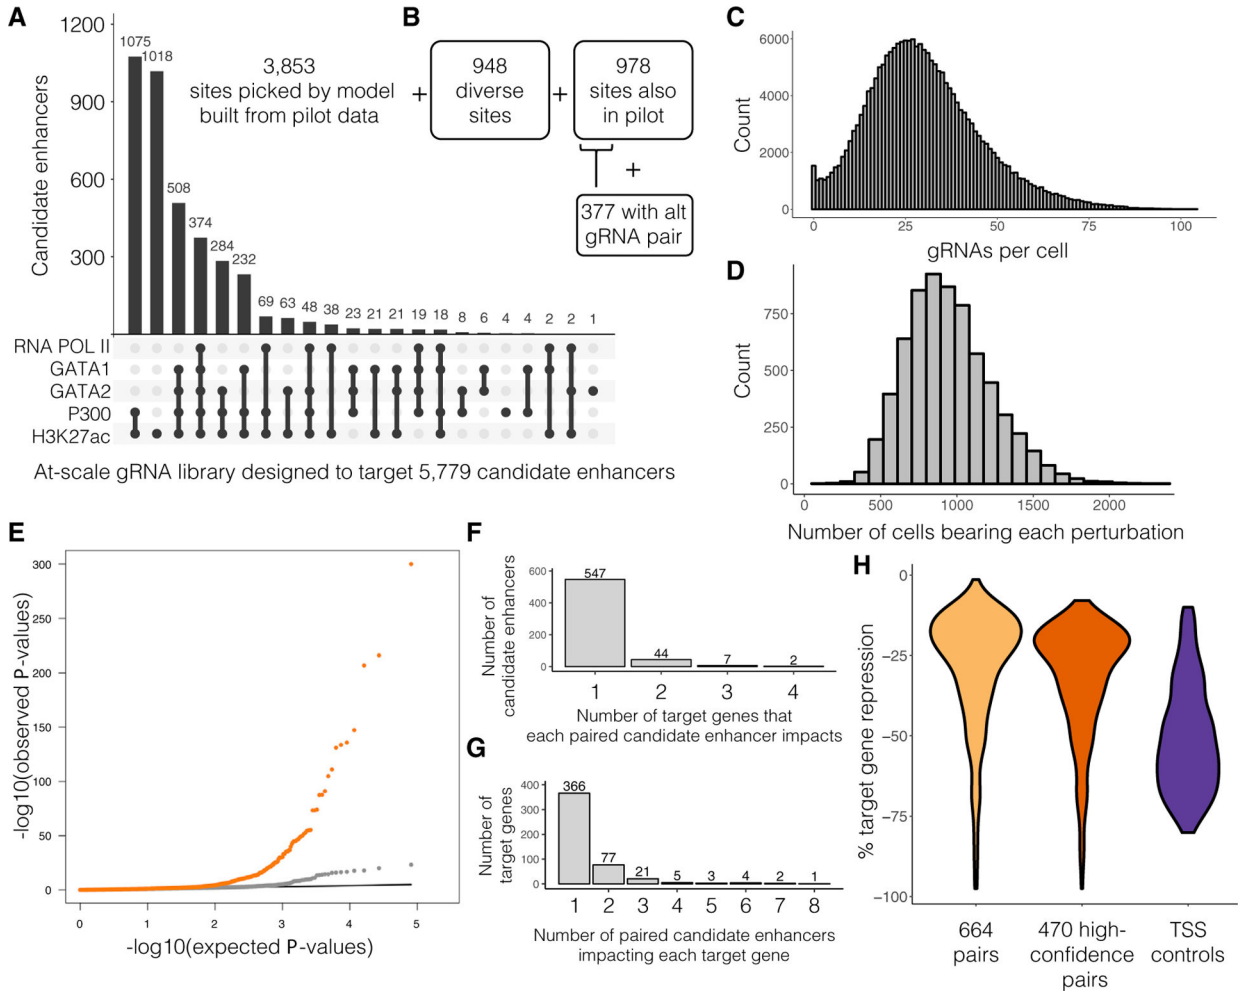 A
1200
900
600
300
Candidate enhancers
1075
1018
508
374
284
232
69
63
48
38
23
21
21
19
18
8
6
4
4
2
2
1
RNA POL II
GATA1
GATA2
P300
H3K27ac
At-scale gRNA library designed to target 5,779 candidate enhancers
B
3,853
sites picked by model
built from pilot data
+
948
diverse
sites
+
978
sites also
in pilot
+
377 with alt
gRNA pair
C
6000
4000
2000
0
Count
0
25
50
75
100
gRNAs per cell
D
750
500
250
0
Count
0
500
1000
1500
2000
Number of cells bearing each perturbation
E
300
250
200
150
100
50
0
-log10(observed P-values)
0
1
2
3
4
5
-log10(expected P-values)
F
600
400
200
0
Number of
candidate enhancers
547
44
7
2
1
2
3
4
Number of target genes that
each paired candidate enhancer impacts
G
400
300
200
100
0
Number of
target genes
366
77
21
5
3
4
2
1
1
2
3
4
5
6
7
8
Number of paired candidate enhancers
impacting each target gene
H
0
−25
−50
−75
−100
% target gene repression
664
pairs
470 high-
confidence
pairs
TSS
controls